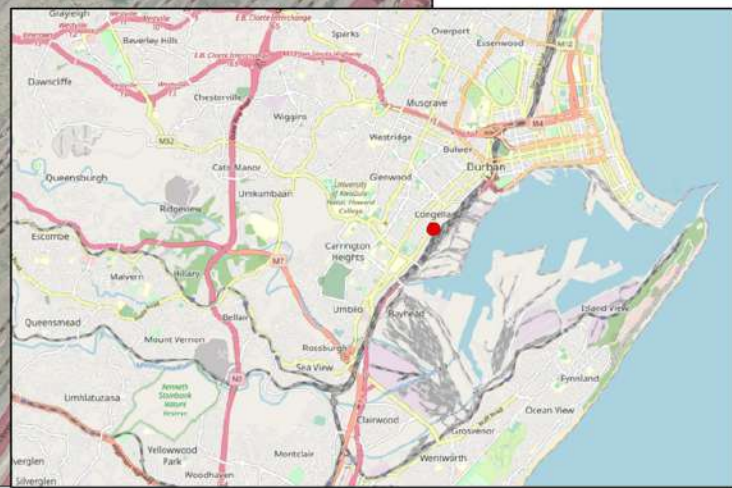 Grayleigh
Westville
Beverley Hills
E.B. Cloete Interchange
Sparks
Overport
Essenwood
M12
Dawncliffe
Chesterville
Musgrave
Wiggins
Westridge
Bulwer
M4
M32
Durban
Cato Manor
Glenwood
Queensburgh
Umkumbaan
University
of KwaZulu
Natal; Howard
College
Ridgeview
Congella
Escombe
Carrington
Heights
M7
Malvern
Hillary
Umbilo
Bayhead
Island View
Queensmead
Bellair
Mount Vernon
Rossburgh
Sea View
Fynnland
N2
Kenneth
Stainbank
Nature
Reserve
Ocean View
Umhlatuzana
Clairwood
Grosvenor
Yellowwood
Park
Montclair
Wentworth
Woodhaven
Silverglen